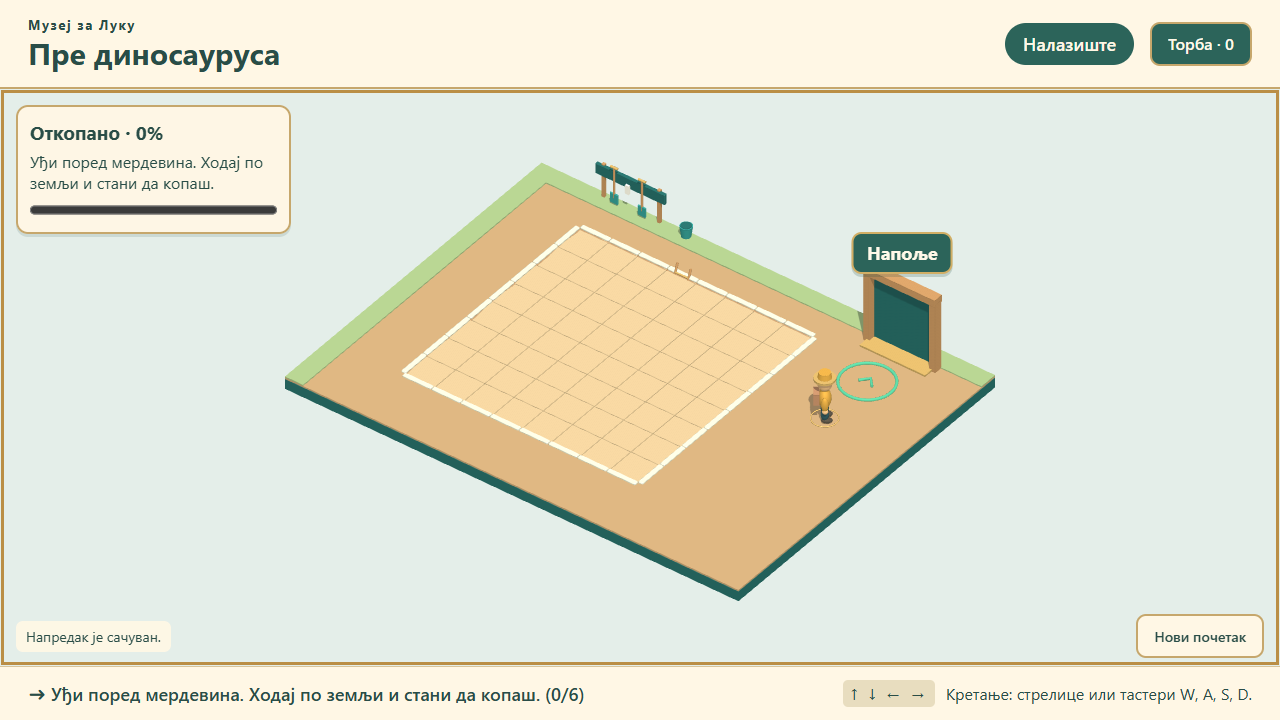 Музеј за Луку
Пре диносауруса
Налазиште
Торба · 0
Откопано · 0%
Уђи поред мердевина. Ходај по
земљи и стани да копаш.
Напоље
Напредак је сачуван.
Нови почетак
→ Уђи поред мердевина. Ходај по земљи и стани да копаш. (0/6)
↑ ↓ ← → Кретање: стрелице или тастери W, A, S, D.